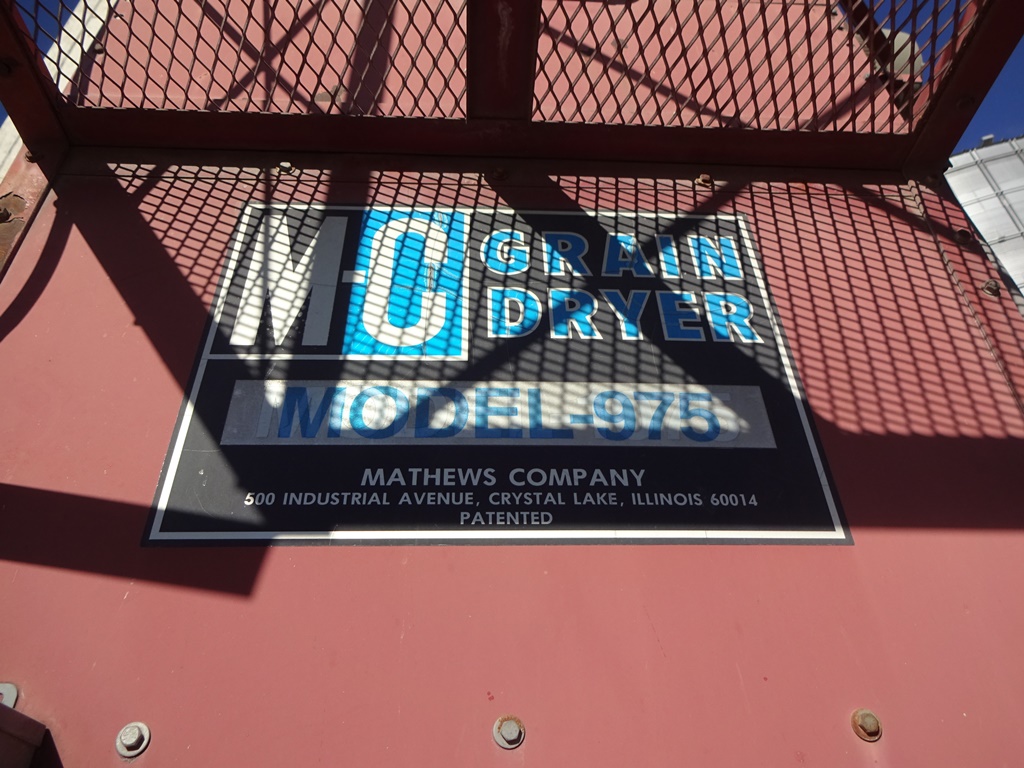 M-C GRAIN
DRYER
MODEL-975
MATHEWS COMPANY
500 INDUSTRIAL AVENUE, CRYSTAL LAKE, ILLINOIS 60014
PATENTED